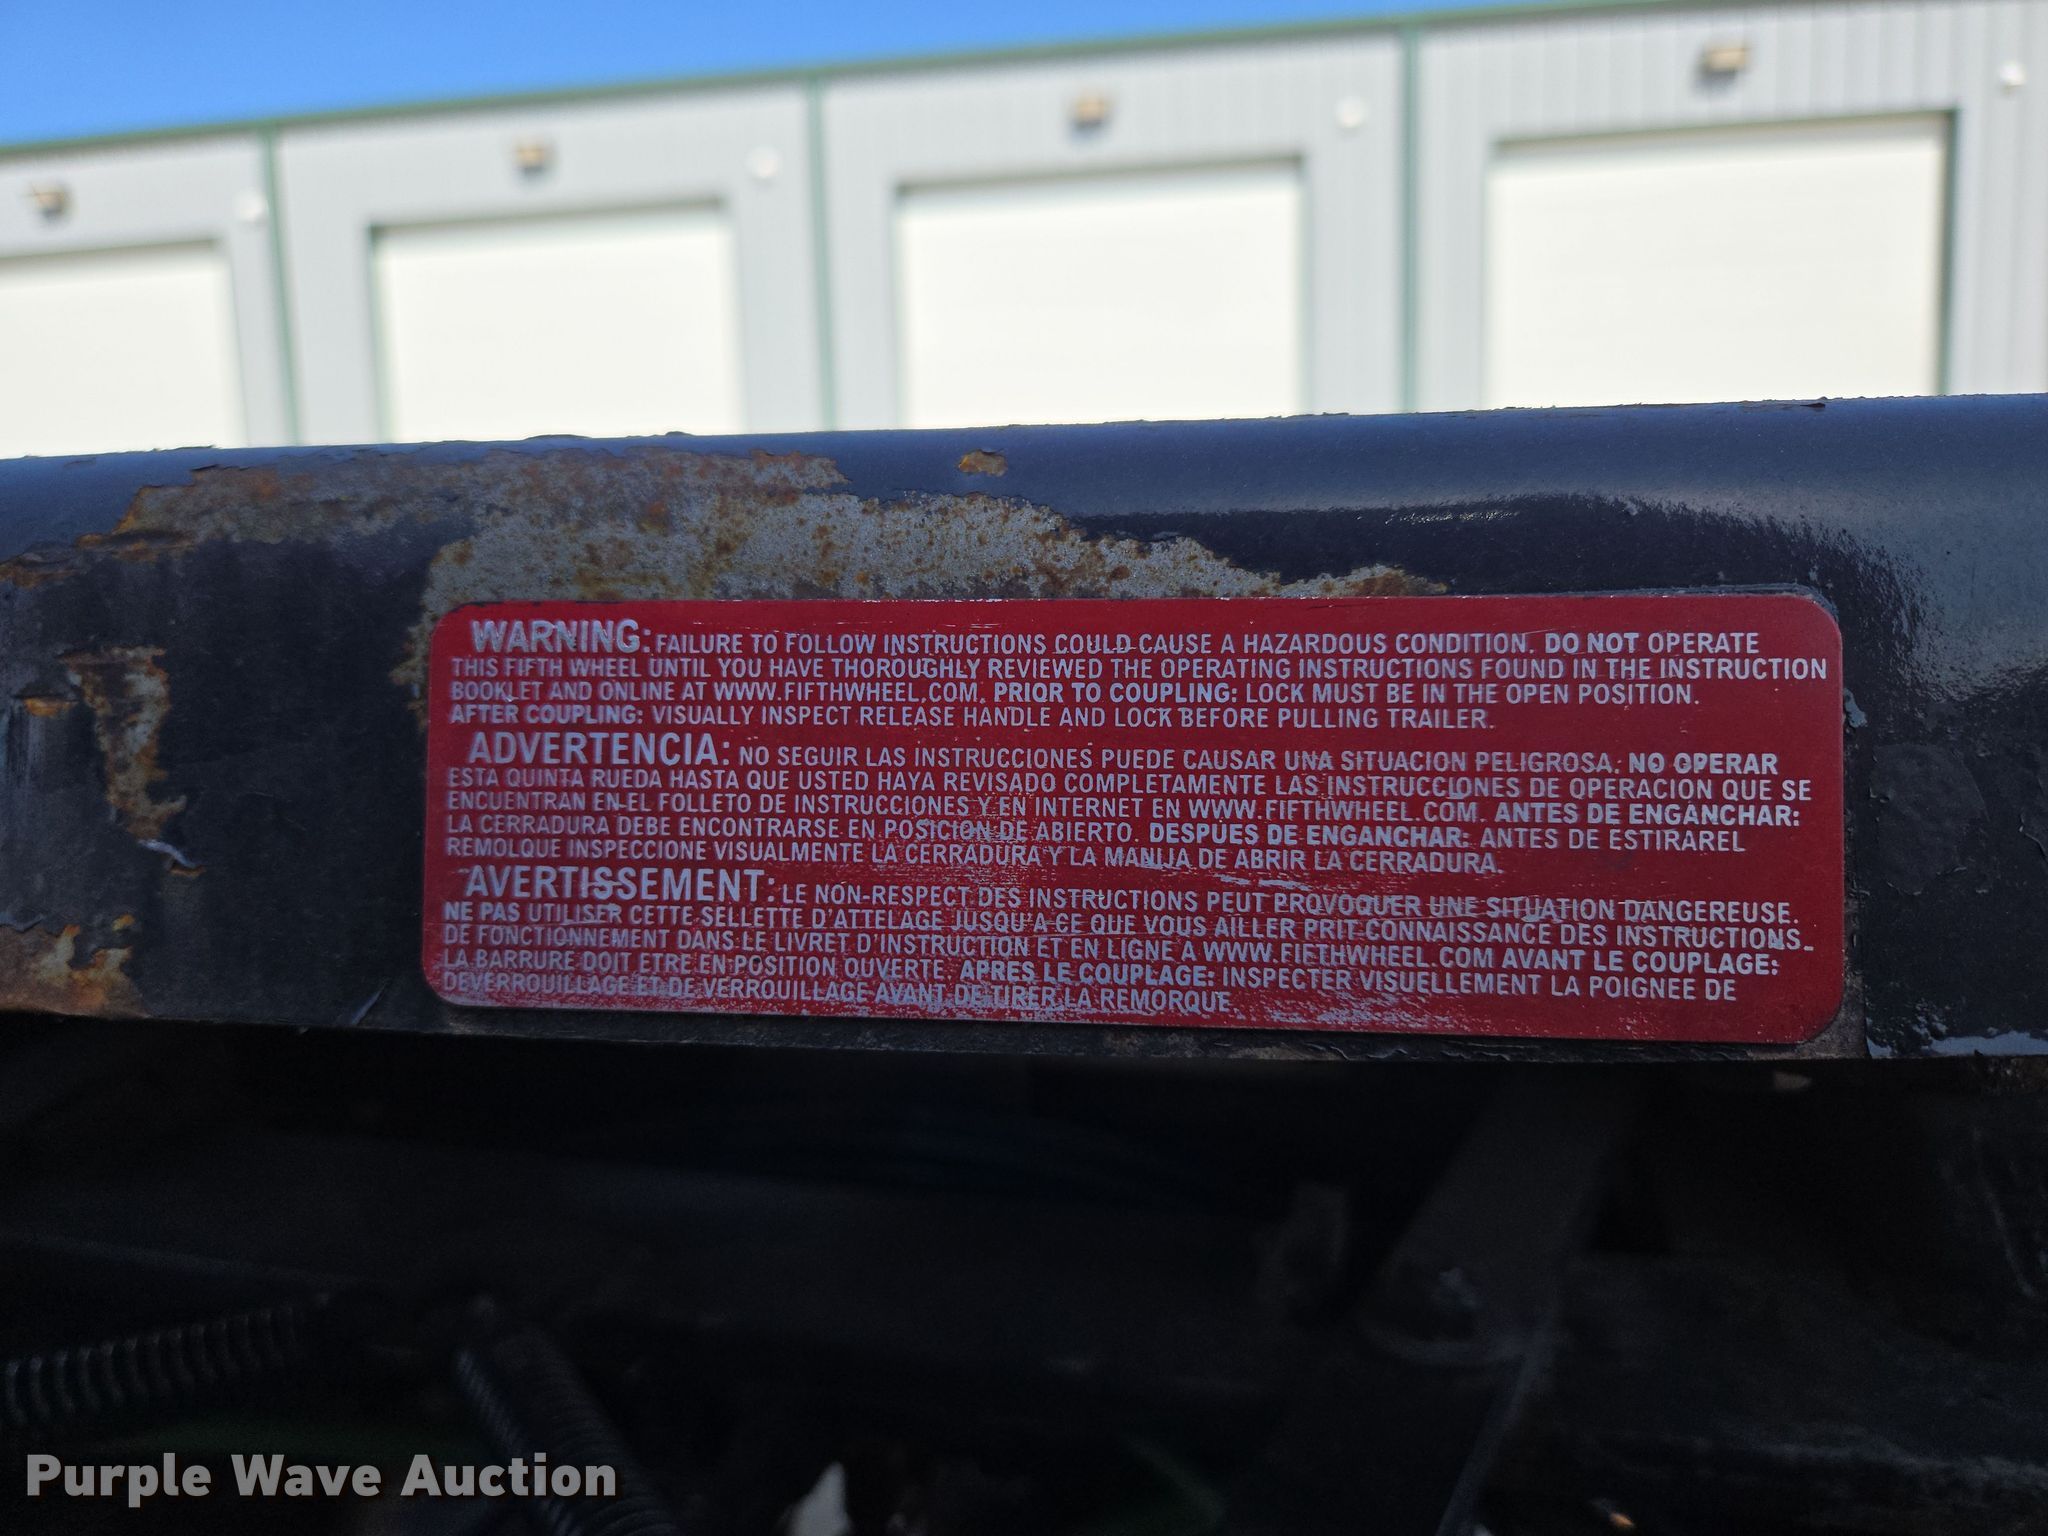 WARNING: FAILURE TO FOLLOW INSTRUCTIONS COULD CAUSE A HAZARDOUS CONDITION. DO NOT OPERATE
THIS FIFTH WHEEL UNTIL YOU HAVE THOROUGHLY REVIEWED THE OPERATING INSTRUCTIONS FOUND IN THE INSTRUCTION
BOOKLET AND ONLINE AT WWW.FIFTHWHEEL.COM. PRIOR TO COUPLING: LOCK MUST BE IN THE OPEN POSITION.
AFTER COUPLING: VISUALLY INSPECT RELEASE HANDLE AND LOCK BEFORE PULLING TRAILER.
ADVERTENCIA: NO SEGUIR LAS INSTRUCCIONES PUEDE CAUSAR UNA SITUACION PELIGROSA. NO OPERAR
ESTA QUINTA RUEDA HASTA QUE USTED HAYA REVISADO COMPLETAMENTE LAS INSTRUCCIONES DE OPERACION QUE SE
ENCUENTRAN EN EL FOLLETO DE INSTRUCCIONES Y EN INTERNET EN WWW.FIFTHWHEEL.COM. ANTES DE ENGANCHAR:
LA CERRADURA DEBE ENCONTRARSE EN POSICION DE ABIERTO. DESPUES DE ENGANCHAR: ANTES DE ESTIRAREL
REMOLQUE INSPECCIONE VISUALMENTE LA CERRADURA Y LA MANIJA DE ABRIR LA CERRADURA.
AVERTISSEMENT: LE NON-RESPECT DES INSTRUCTIONS PEUT PROVOQUER UNE SITUATION DANGEREUSE.
NE PAS UTILISER CETTE SELLETTE D'ATTELAGE JUSQU'A CE QUE VOUS AILLER PRIT CONNAISSANCE DES INSTRUCTIONS
DE FONCTIONNEMENT DANS LE LIVRET D'INSTRUCTION ET EN LIGNE A WWW.FIFTHWHEEL.COM AVANT LE COUPLAGE:
LA BARRURE DOIT ETRE EN POSITION OUVERTE. APRES LE COUPLAGE: INSPECTER VISUELLEMENT LA POIGNEE DE
DEVERROUILLAGE ET DE VERROUILLAGE AVANT DE TIRER LA REMORQUE
Purple Wave Auction